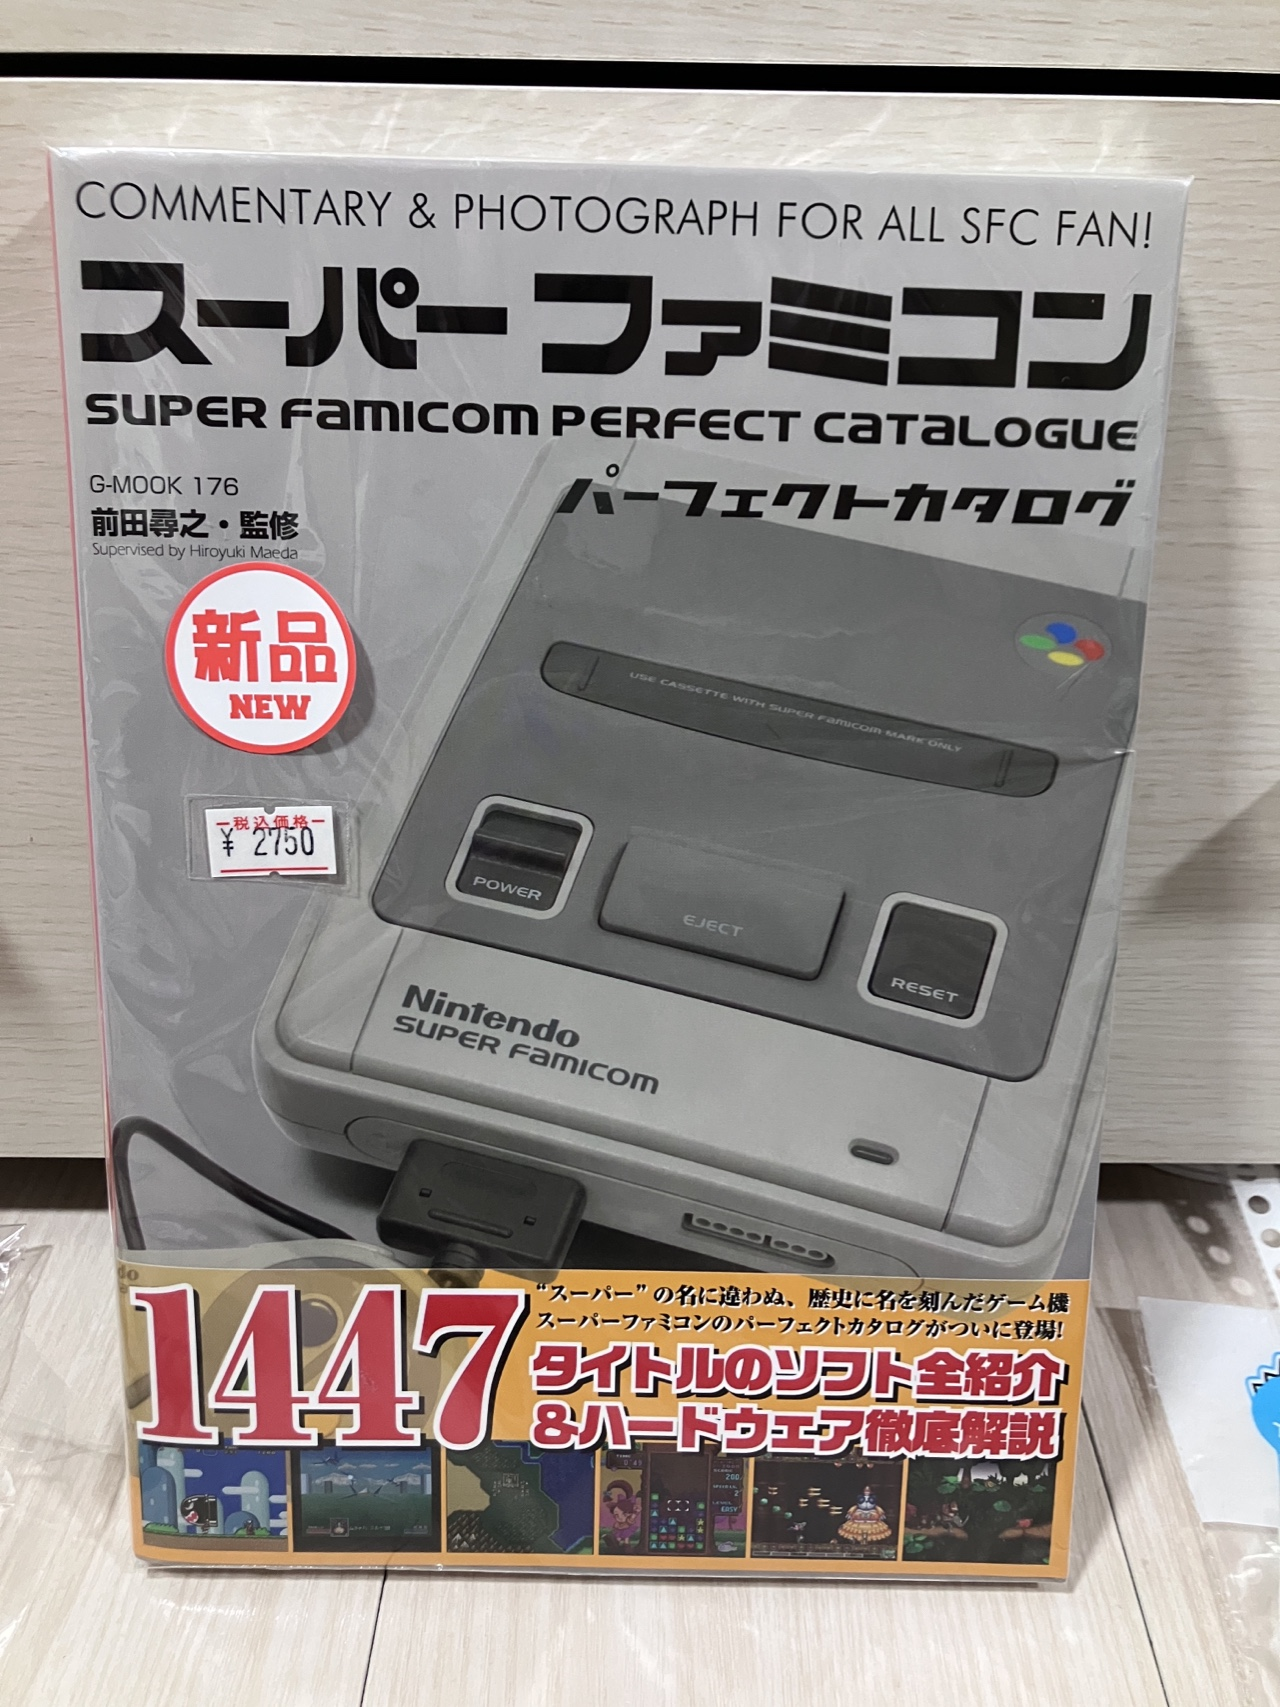 COMMENTARY & PHOTOGRAPH FOR ALL SFC FAN!
スーパーファミコン
SUPER FAMICOM PERFECT CATALOGUE
パーフェクトカタログ
G-MOOK 176
前田尋之・監修
Supervised by Hiroyuki Maeda
新品
NEW
税込価格
¥ 2750
USE CASSETTE WITH SUPER FAMICOM MARK ONLY
POWER
EJECT
RESET
Nintendo
SUPER FAMICOM
1447
“スーパー”の名に違わぬ、歴史に名を刻んだゲーム機
スーパーファミコンのパーフェクトカタログがついに登場!
タイトルのソフト全紹介
&ハードウェア徹底解説